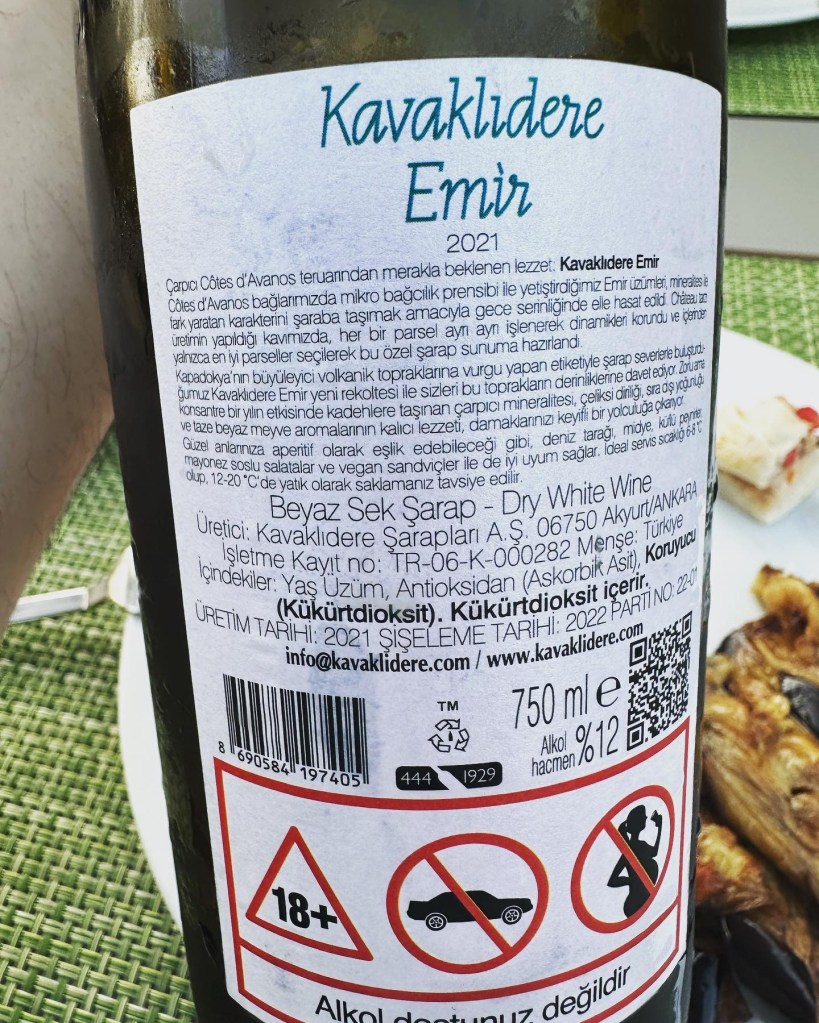 Kavaklıdere
Emir
2021
Çarpıcı Côtes d'Avanos teruarından merakla beklenen lezzet: Kavaklıdere Emir
Côtes d'Avanos bağlarımızda mikro bağcılık prensibi ile yetiştirdiğimiz Emir üzümleri, mineralitesi ile
fark yaratan karakterini şaraba taşımak amacıyla gece serinliğinde elle hasat edildi. Château tarzı
üretimin yapıldığı kavımızda, her bir parsel ayrı ayrı işlenerek dinamikleri korundu ve içlerinden
yalnızca en iyi parseller seçilerek bu özel şarap sunuma hazırlandı.
Kapadokya'nın büyüleyici volkanik topraklarına vurgu yapan etiketiyle şarap severlerle buluşturdu-
ğumuz Kavaklıdere Emir yeni rekoltesi ile sizleri bu toprakların derinliklerine davet ediyor. Zorlu ama
konsantre bir yılın etkisinde kadehlere taşınan çarpıcı mineralitesi, çeliksi diriliği, sıra dışı yoğunluğu
ve taze beyaz meyve aromalarının kalıcı lezzeti, damaklarınızı keyifli bir yolculuğa çıkarıyor.
Güzel anlarınıza aperitif olarak eşlik edebileceği gibi, deniz tarağı, midye, küflü peynirler,
mayonez soslu salatalar ve vegan sandviçler ile de iyi uyum sağlar. İdeal servis sıcaklığı 6-8 °C
olup, 12-20 °C'de yatık olarak saklamanız tavsiye edilir.
Beyaz Sek Şarap - Dry White Wine
Üretici: Kavaklıdere Şarapları A.Ş. 06750 Akyurt/ANKARA
İşletme Kayıt no: TR-06-K-000282 Menşe: Türkiye
İçindekiler: Yaş Üzüm, Antioksidan (Askorbik Asit), Koruyucu
(Kükürtdioksit). Kükürtdioksit içerir.
ÜRETİM TARİHİ: 2021 ŞİŞELEME TARİHİ: 2022 PARTİ NO: 22-01
info@kavaklidere.com / www.kavaklidere.com
8 690584 197405
TM
444 1929
750 ml e
Alkol
hacmen %12
18+
Alkol dostunuz değildir